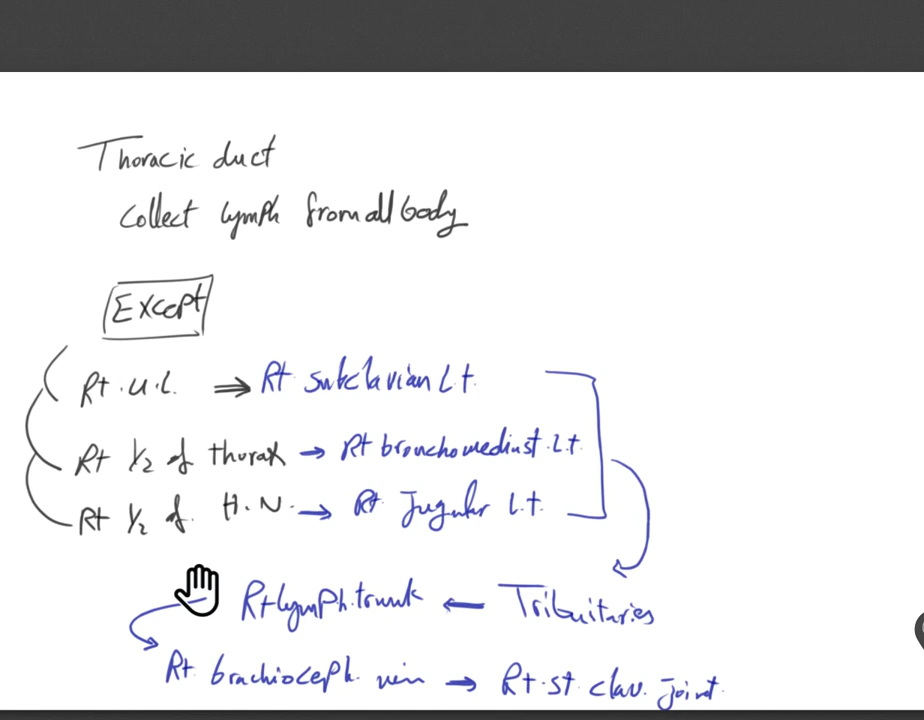 Thoracic duct
Collect lymph from all body
Except
Rt. u. L. ⇒ Rt subclavian L.t.
Rt 1/2 of thorax → Rt bronchomediast. L.t.
Rt 1/2 of H.N. → Rt Jugular L.t.
Rt lymph. trunk ← Tribuitaries
Rt brachioceph. vein → Rt. st. clav. joint.